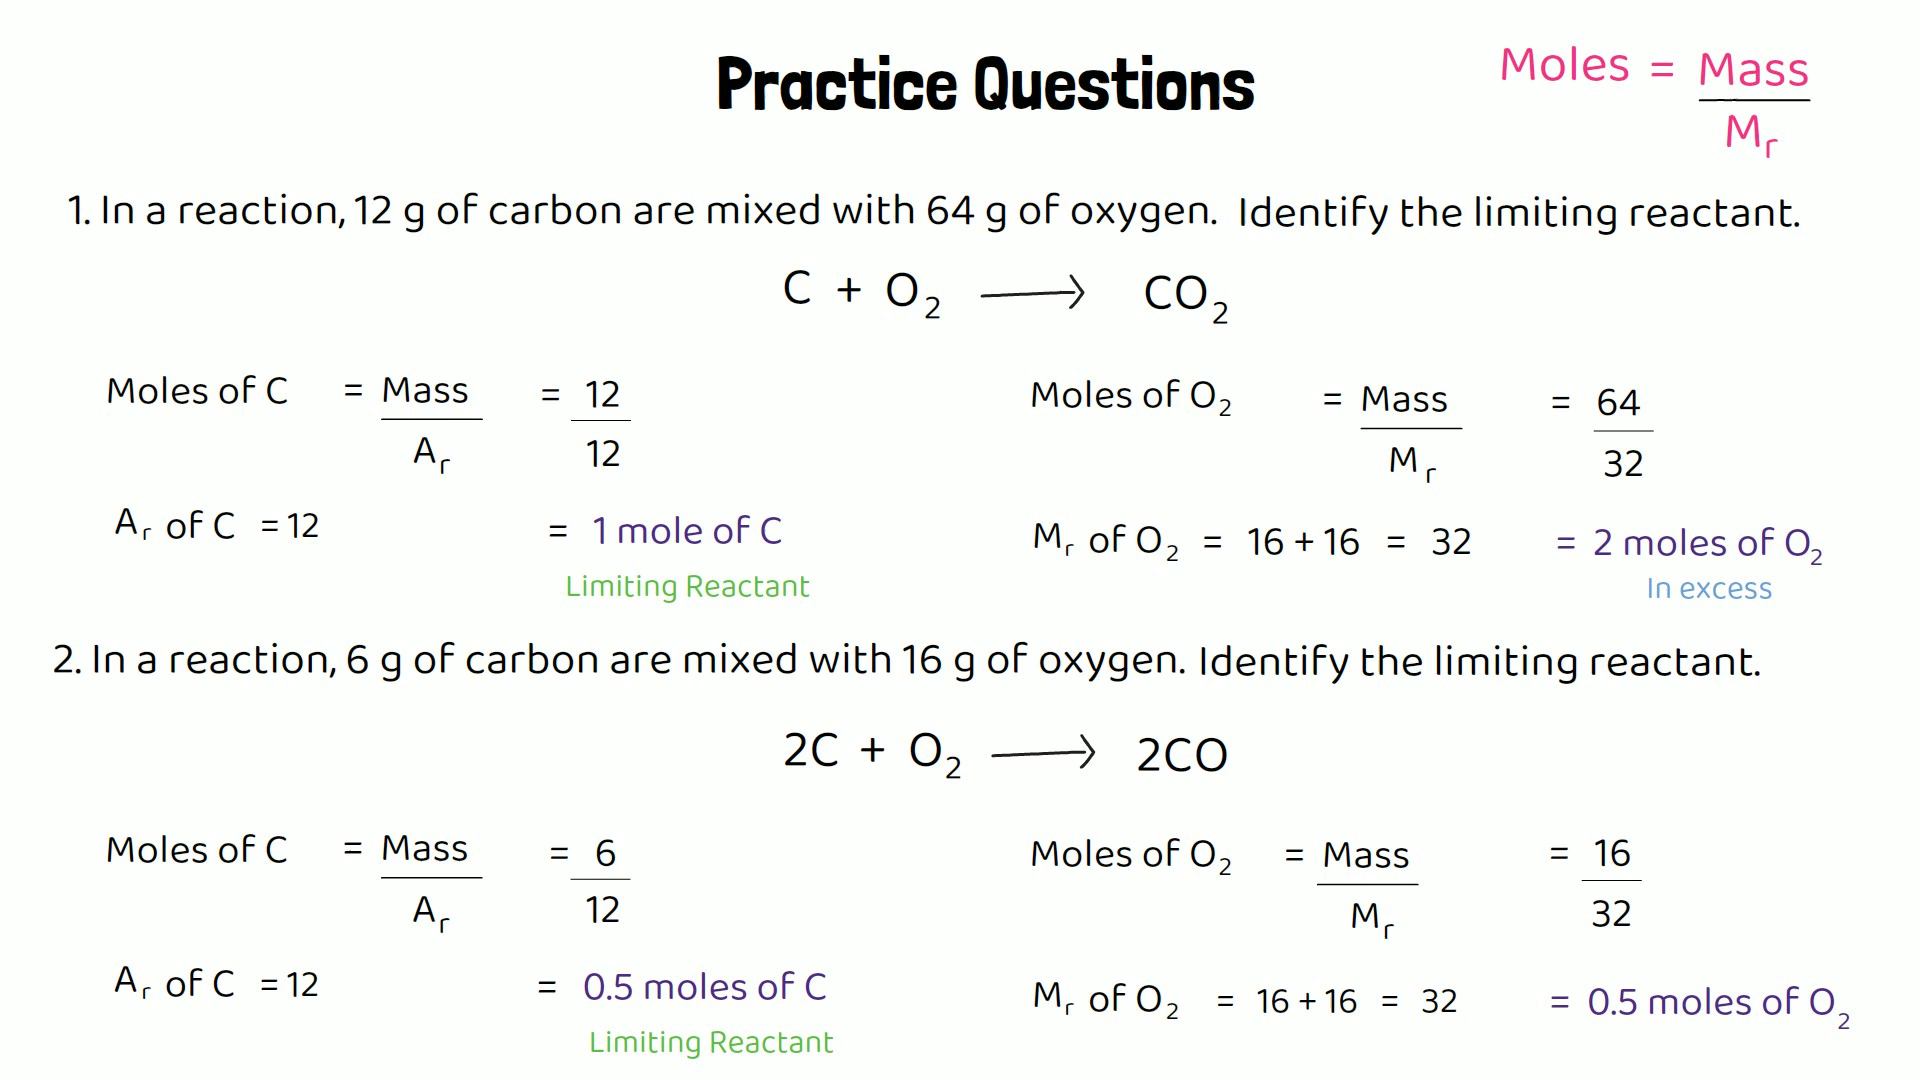 Practice Questions
Moles = Mass
Mr
1. In a reaction, 12 g of carbon are mixed with 64 g of oxygen. Identify the limiting reactant.
C + O2 → CO2
Moles of C = Mass = 12
Ar 12
Ar of C = 12 = 1 mole of C
Limiting Reactant
Moles of O2 = Mass = 64
Mr 32
Mr of O2 = 16 + 16 = 32 = 2 moles of O2
In excess
2. In a reaction, 6 g of carbon are mixed with 16 g of oxygen. Identify the limiting reactant.
2C + O2 → 2CO
Moles of C = Mass = 6
Ar 12
Ar of C = 12 = 0.5 moles of C
Limiting Reactant
Moles of O2 = Mass = 16
Mr 32
Mr of O2 = 16 + 16 = 32 = 0.5 moles of O2